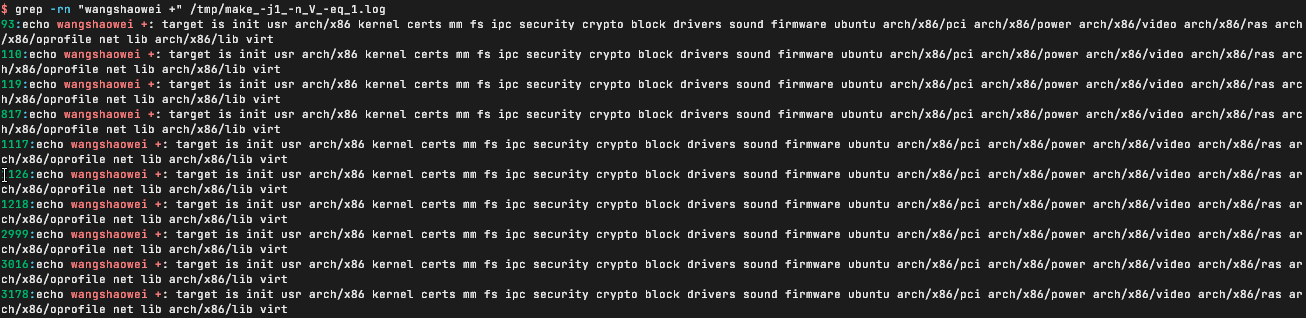 $ grep -rn "wangshaowei +" /tmp/make_-j1_-n_V_-eq_1.log
93:echo wangshaowei +: target is init usr arch/x86 kernel certs mm fs ipc security crypto block drivers sound firmware ubuntu arch/x86/pci arch/x86/power arch/x86/video arch/x86/ras arch
/x86/oprofile net lib arch/x86/lib virt
110:echo wangshaowei +: target is init usr arch/x86 kernel certs mm fs ipc security crypto block drivers sound firmware ubuntu arch/x86/pci arch/x86/power arch/x86/video arch/x86/ras arc
h/x86/oprofile net lib arch/x86/lib virt
119:echo wangshaowei +: target is init usr arch/x86 kernel certs mm fs ipc security crypto block drivers sound firmware ubuntu arch/x86/pci arch/x86/power arch/x86/video arch/x86/ras arc
h/x86/oprofile net lib arch/x86/lib virt
817:echo wangshaowei +: target is init usr arch/x86 kernel certs mm fs ipc security crypto block drivers sound firmware ubuntu arch/x86/pci arch/x86/power arch/x86/video arch/x86/ras arc
h/x86/oprofile net lib arch/x86/lib virt
1117:echo wangshaowei +: target is init usr arch/x86 kernel certs mm fs ipc security crypto block drivers sound firmware ubuntu arch/x86/pci arch/x86/power arch/x86/video arch/x86/ras ar
ch/x86/oprofile net lib arch/x86/lib virt
1126:echo wangshaowei +: target is init usr arch/x86 kernel certs mm fs ipc security crypto block drivers sound firmware ubuntu arch/x86/pci arch/x86/power arch/x86/video arch/x86/ras ar
ch/x86/oprofile net lib arch/x86/lib virt
1218:echo wangshaowei +: target is init usr arch/x86 kernel certs mm fs ipc security crypto block drivers sound firmware ubuntu arch/x86/pci arch/x86/power arch/x86/video arch/x86/ras ar
ch/x86/oprofile net lib arch/x86/lib virt
2999:echo wangshaowei +: target is init usr arch/x86 kernel certs mm fs ipc security crypto block drivers sound firmware ubuntu arch/x86/pci arch/x86/power arch/x86/video arch/x86/ras ar
ch/x86/oprofile net lib arch/x86/lib virt
3016:echo wangshaowei +: target is init usr arch/x86 kernel certs mm fs ipc security crypto block drivers sound firmware ubuntu arch/x86/pci arch/x86/power arch/x86/video arch/x86/ras ar
ch/x86/oprofile net lib arch/x86/lib virt
3178:echo wangshaowei +: target is init usr arch/x86 kernel certs mm fs ipc security crypto block drivers sound firmware ubuntu arch/x86/pci arch/x86/power arch/x86/video arch/x86/ras ar
ch/x86/oprofile net lib arch/x86/lib virt